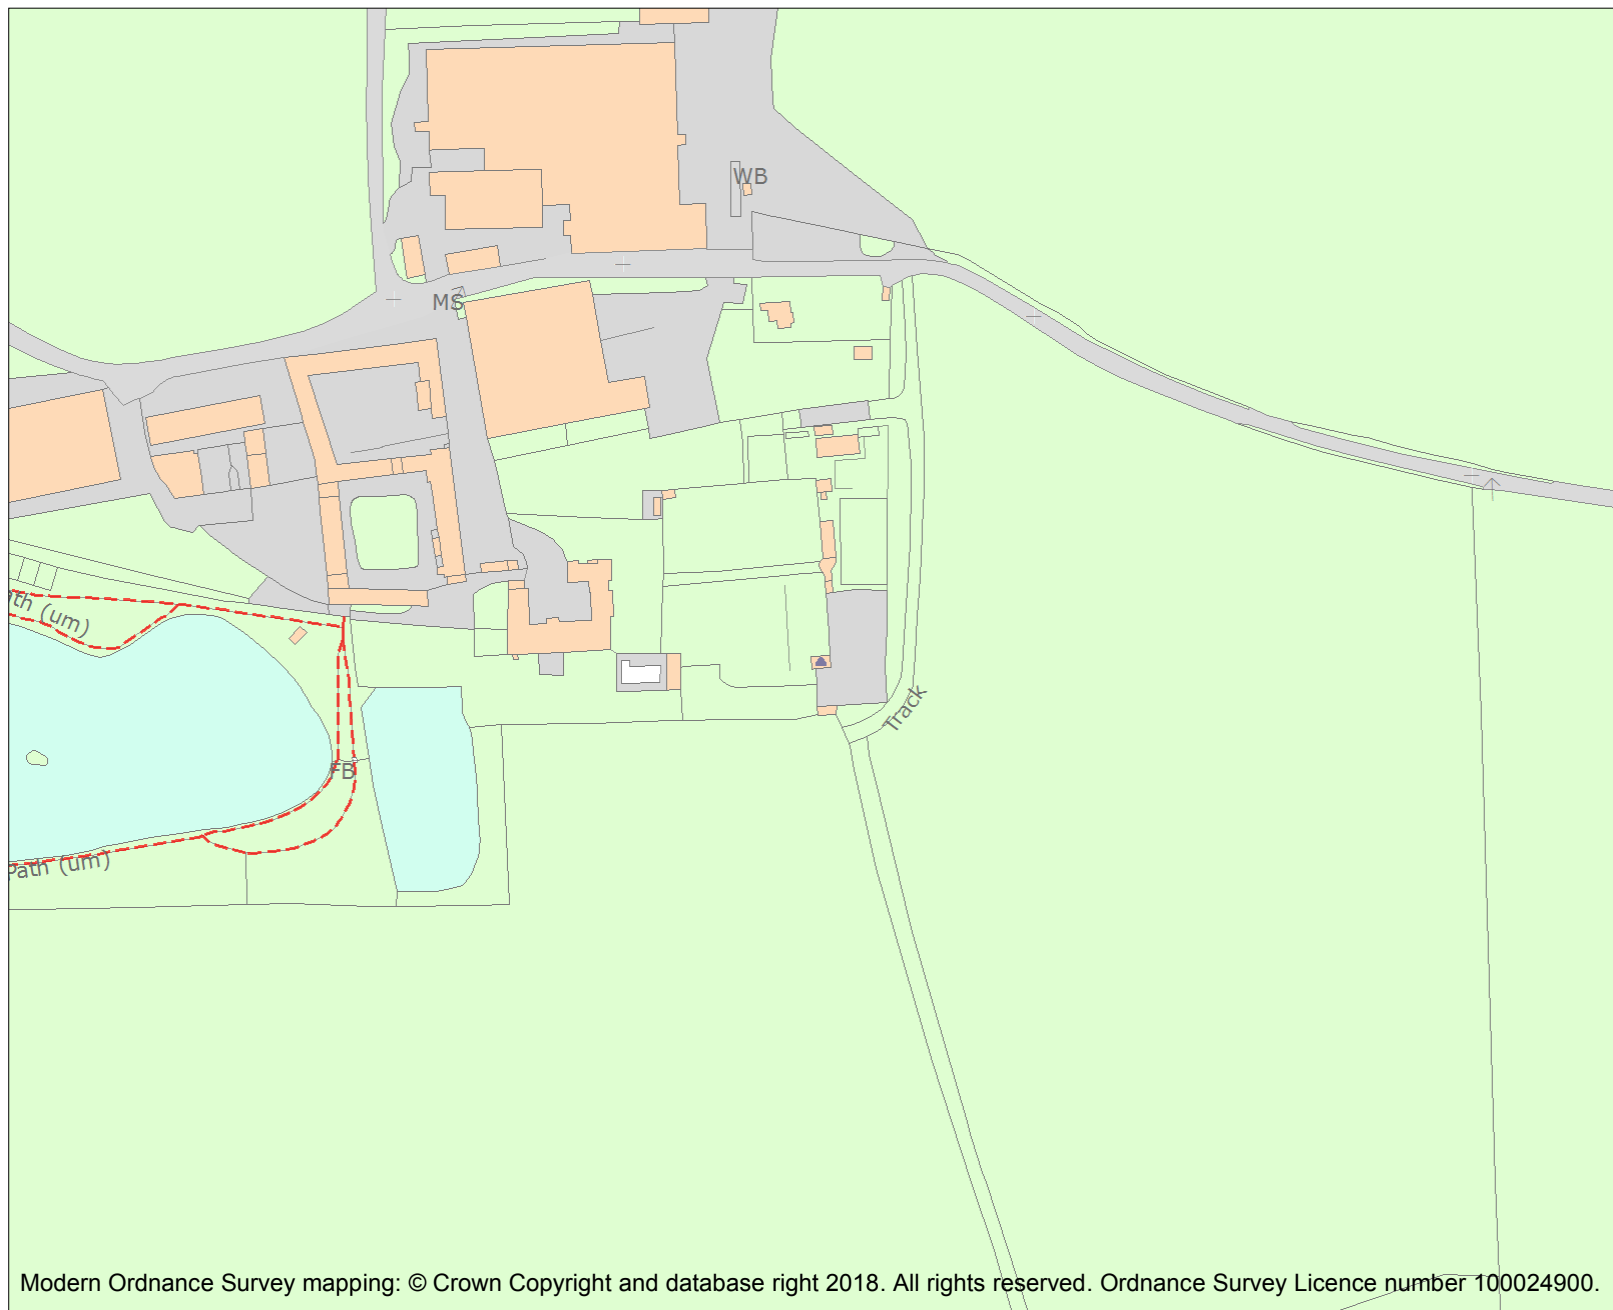 WB
MS
ath (um)
Track
FB
Path (um)
Modern Ordnance Survey mapping: © Crown Copyright and database right 2018. All rights reserved. Ordnance Survey Licence number 100024900.